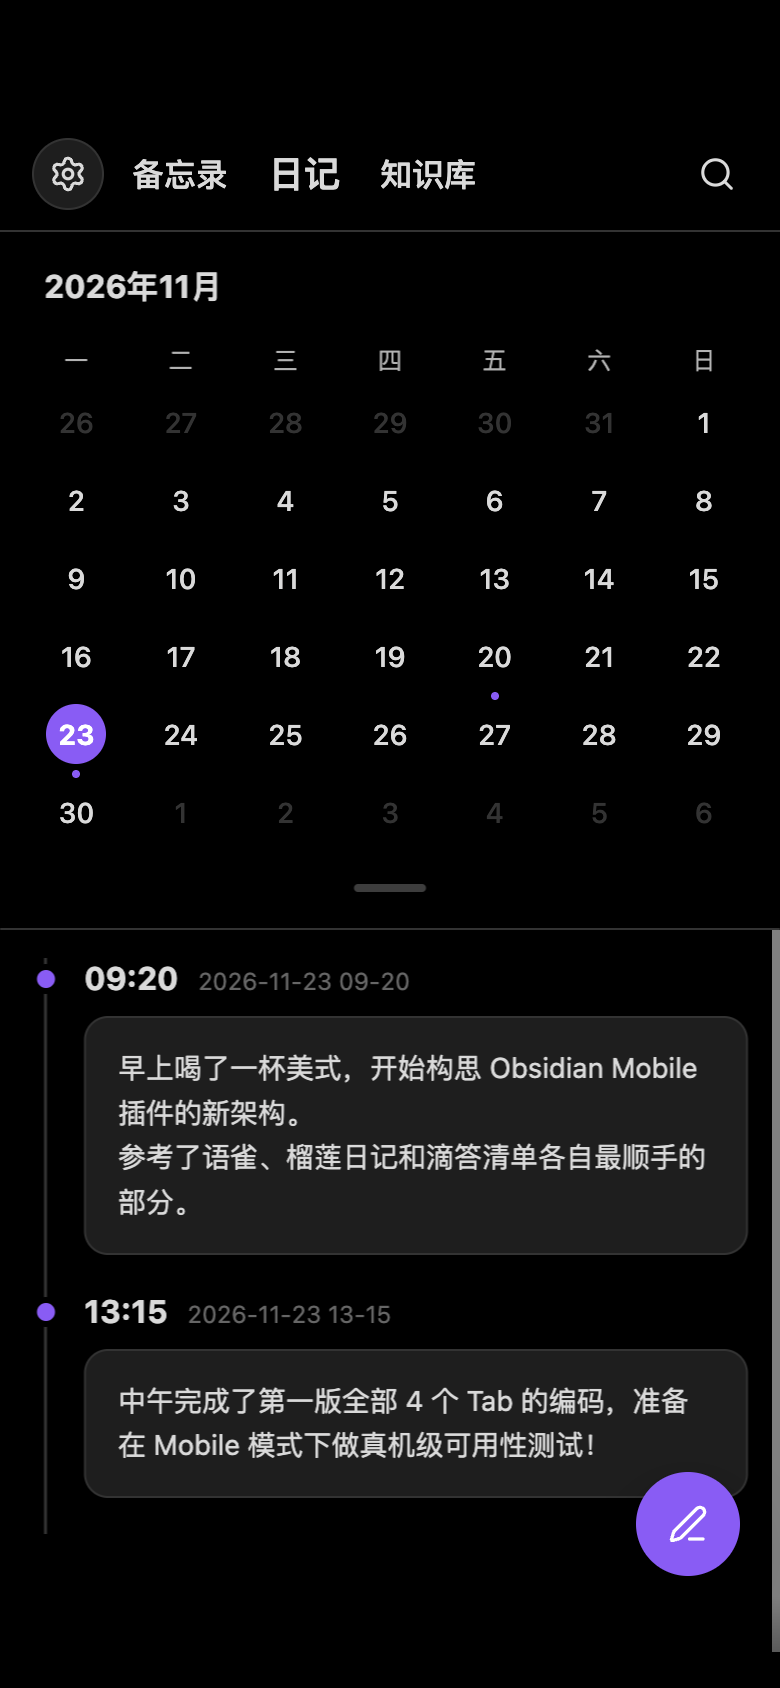 备忘录 日记 知识库
2026年11月
一 二 三 四 五 六 日
26 27 28 29 30 31 1
2 3 4 5 6 7 8
9 10 11 12 13 14 15
16 17 18 19 20 21 22
23 24 25 26 27 28 29
30 1 2 3 4 5 6
09:20 2026-11-23 09-20
早上喝了一杯美式，开始构思 Obsidian Mobile
插件的新架构。
参考了语雀、榴莲日记和滴答清单各自最顺手的
部分。
13:15 2026-11-23 13-15
中午完成了第一版全部 4 个 Tab 的编码，准备
在 Mobile 模式下做真机级可用性测试！